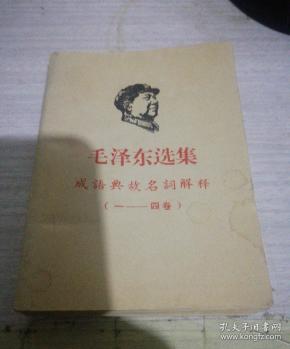 毛泽东选集
成語典故名詞解释
(一——四卷)
孔夫子旧书网